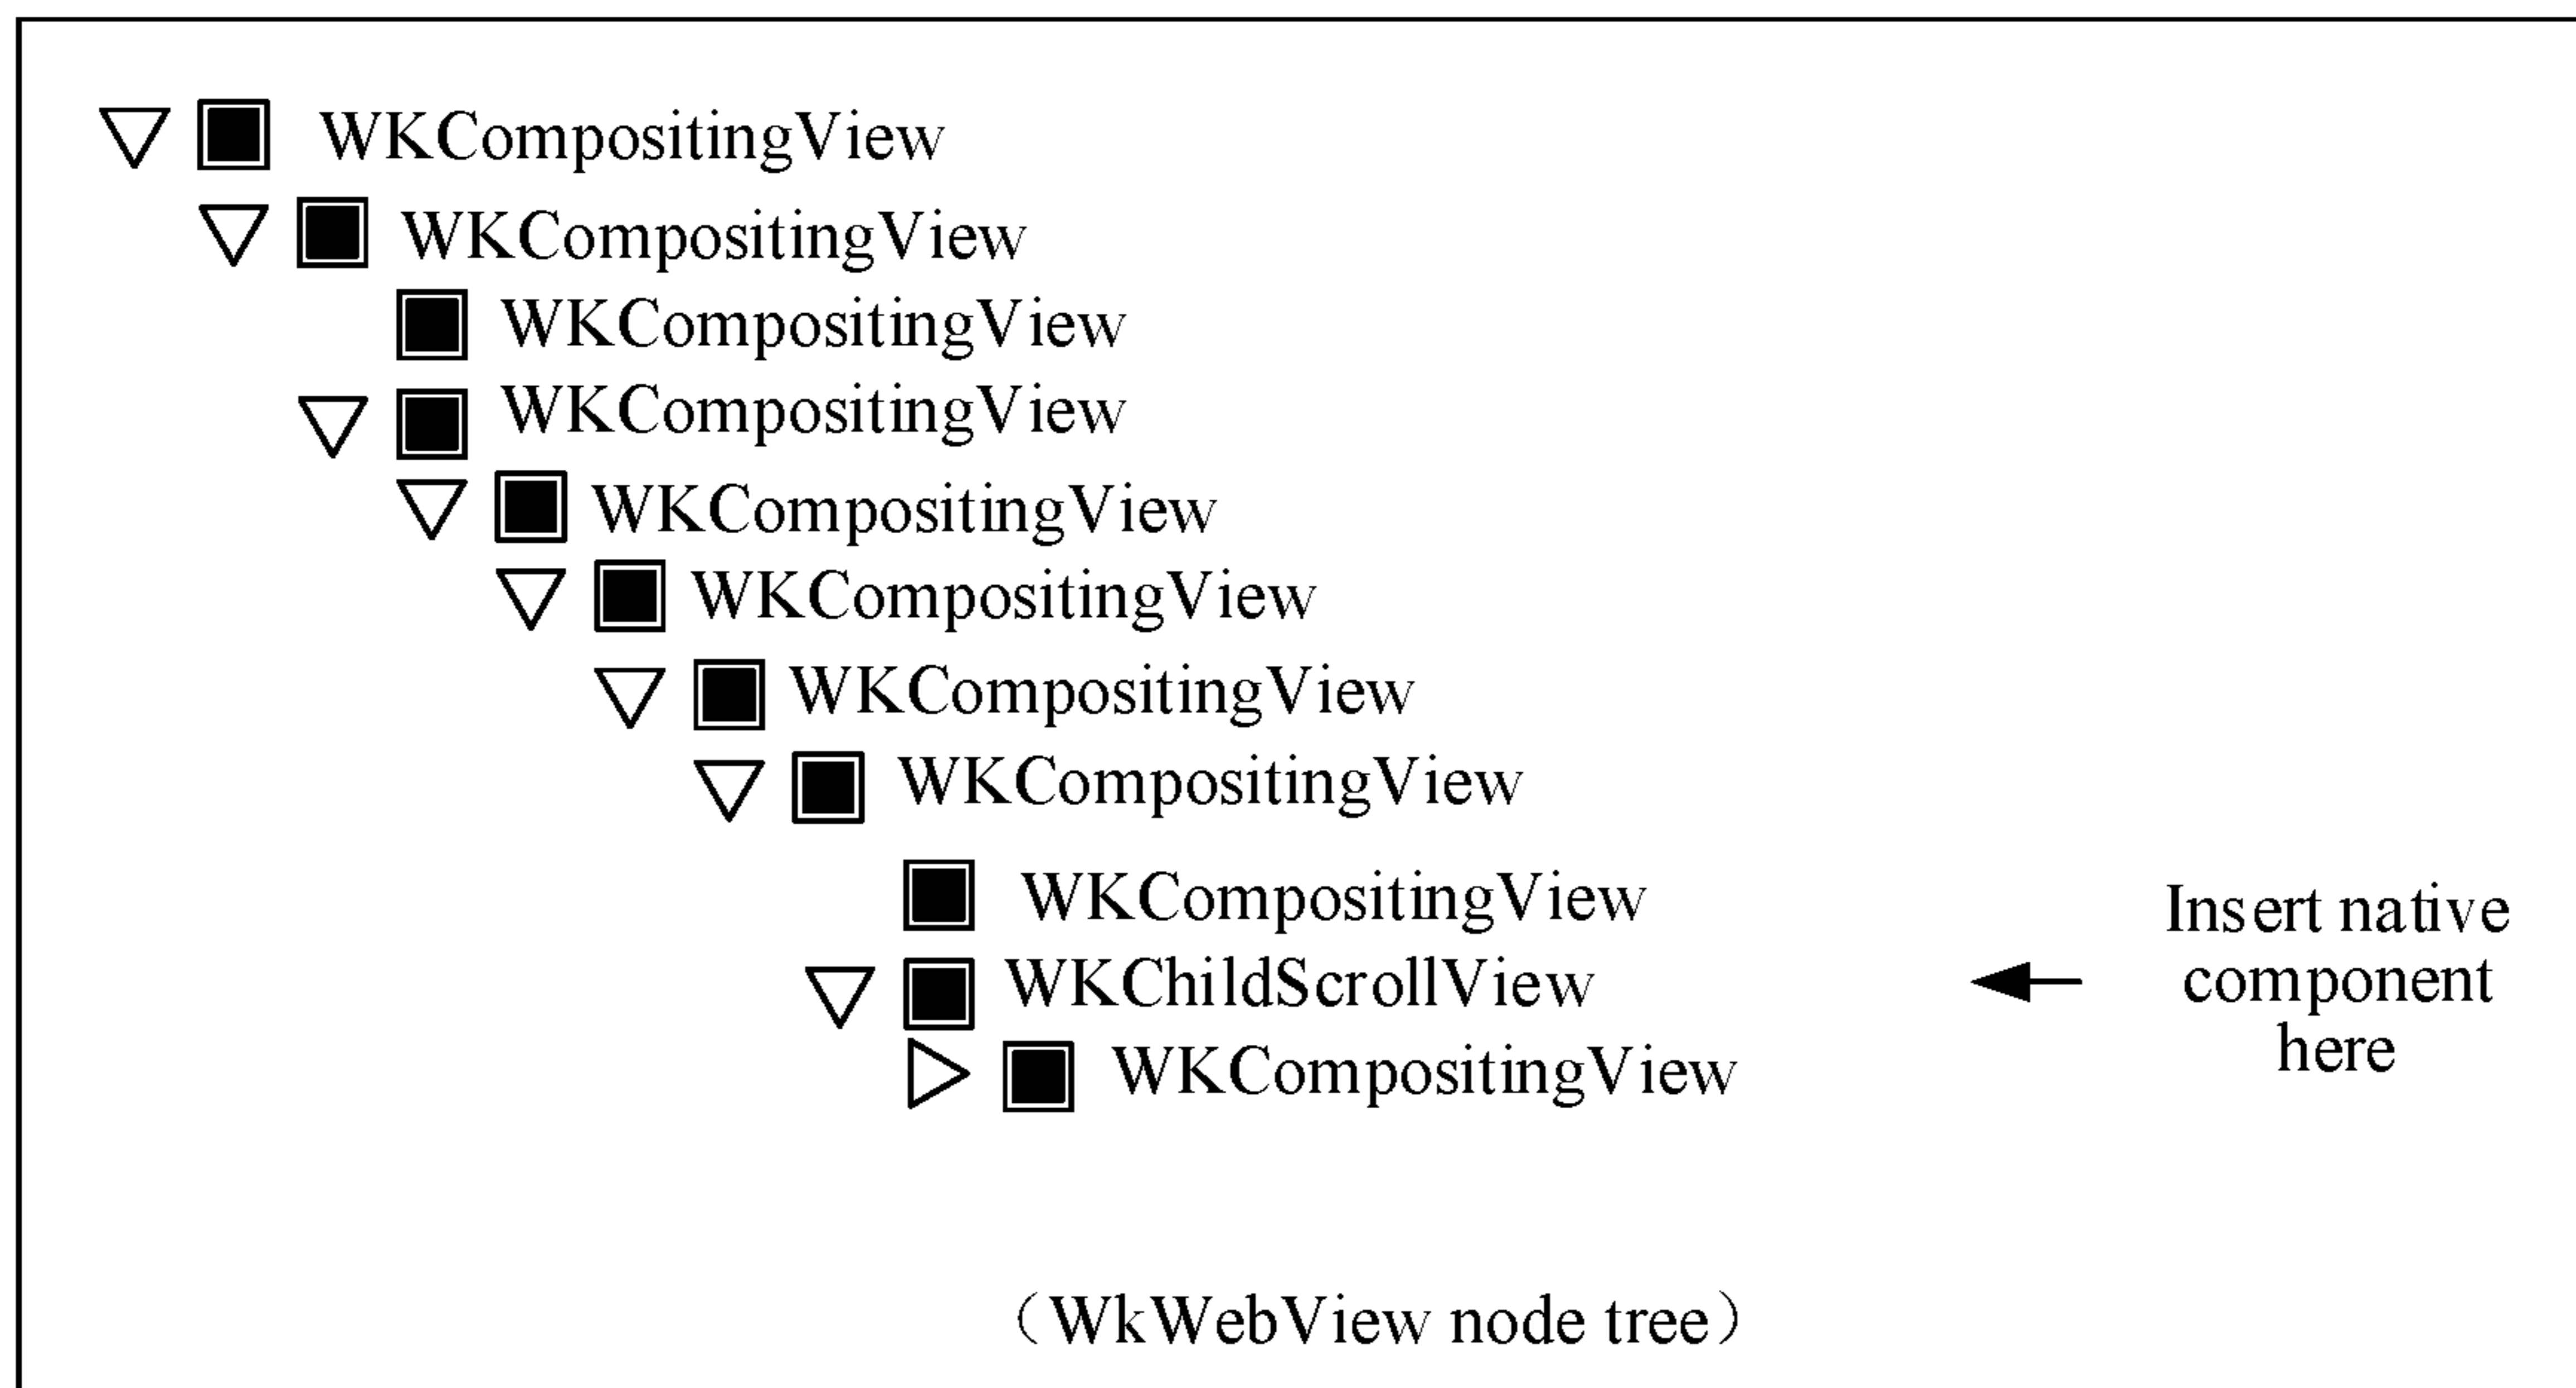 WKCompositingView
WKCompositingView
WKCompositingView
WKCompositingView
WKCompositingView
WKCompositingView
WKCompositingView
WKCompositingView
WKCompositingView
WKChildScrollView
WKCompositingView
Insert native
component
here
（WkWebView node tree）